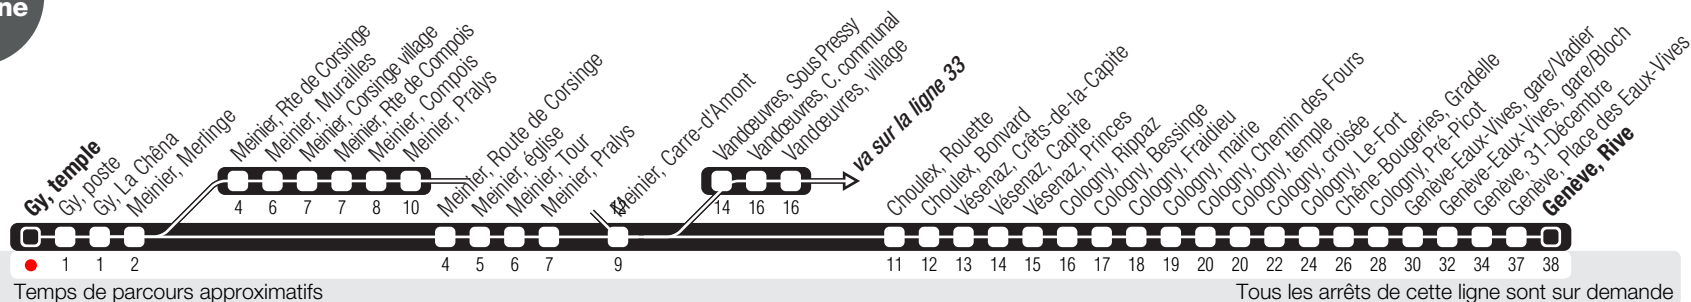 ne
Gy, temple
Gy, poste
Gy, La Chêna
Meinier, Merlinge
Meinier, Rte de Corsinge
Meinier, Murailles
Meinier, Corsinge village
Meinier, Rte de Compois
Meinier, Compois
Meinier, Pralys
4 6 7 7 8 10
Meinier, Route de Corsinge
Meinier, église
Meinier, Tour
Meinier, Pralys
Meinier, Carre-d'Amont
12
Vandœuvres, Sous Pressy
Vandœuvres, C. communal
Vandœuvres, village
va sur la ligne 33
14 16 16
Choulex, Rouette
Choulex, Bonvard
Vésenaz, Crêts-de-la-Capite
Vésenaz, Capite
Vésenaz, Princes
Cologny, Rippaz
Cologny, Bessinge
Cologny, Fraidieu
Cologny, mairie
Cologny, Chemin des Fours
Cologny, temple
Cologny, croisée
Cologny, Le-Fort
Chêne-Bougeries, Gradelle
Cologny, Pré-Picot
Genève-Eaux-Vives, gare/Vadier
Genève-Eaux-Vives, gare/Bloch
Genève, 31-Décembre
Genève, Place des Eaux-Vives
Genève, Rive
1 1 2 4 5 6 7 9 11 12 13 14 15 16 17 18 19 20 20 22 24 26 28 30 32 34 37 38
Temps de parcours approximatifs
Tous les arrêts de cette ligne sont sur demande